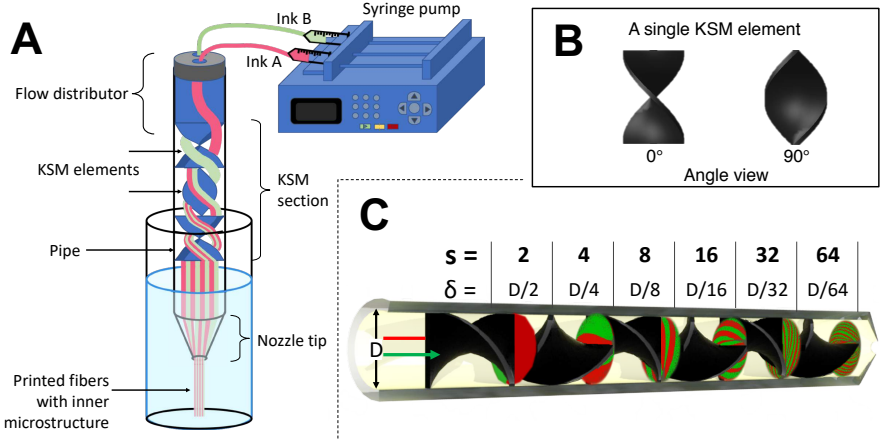 A
Ink B
Ink A
Syringe pump
Flow distributor
KSM elements
KSM
section
Pipe
Nozzle tip
Printed fibers
with inner
microstructure
B
A single KSM element
0° 90°
Angle view
C
s = 2 4 8 16 32 64
δ = D/2 D/4 D/8 D/16 D/32 D/64
D